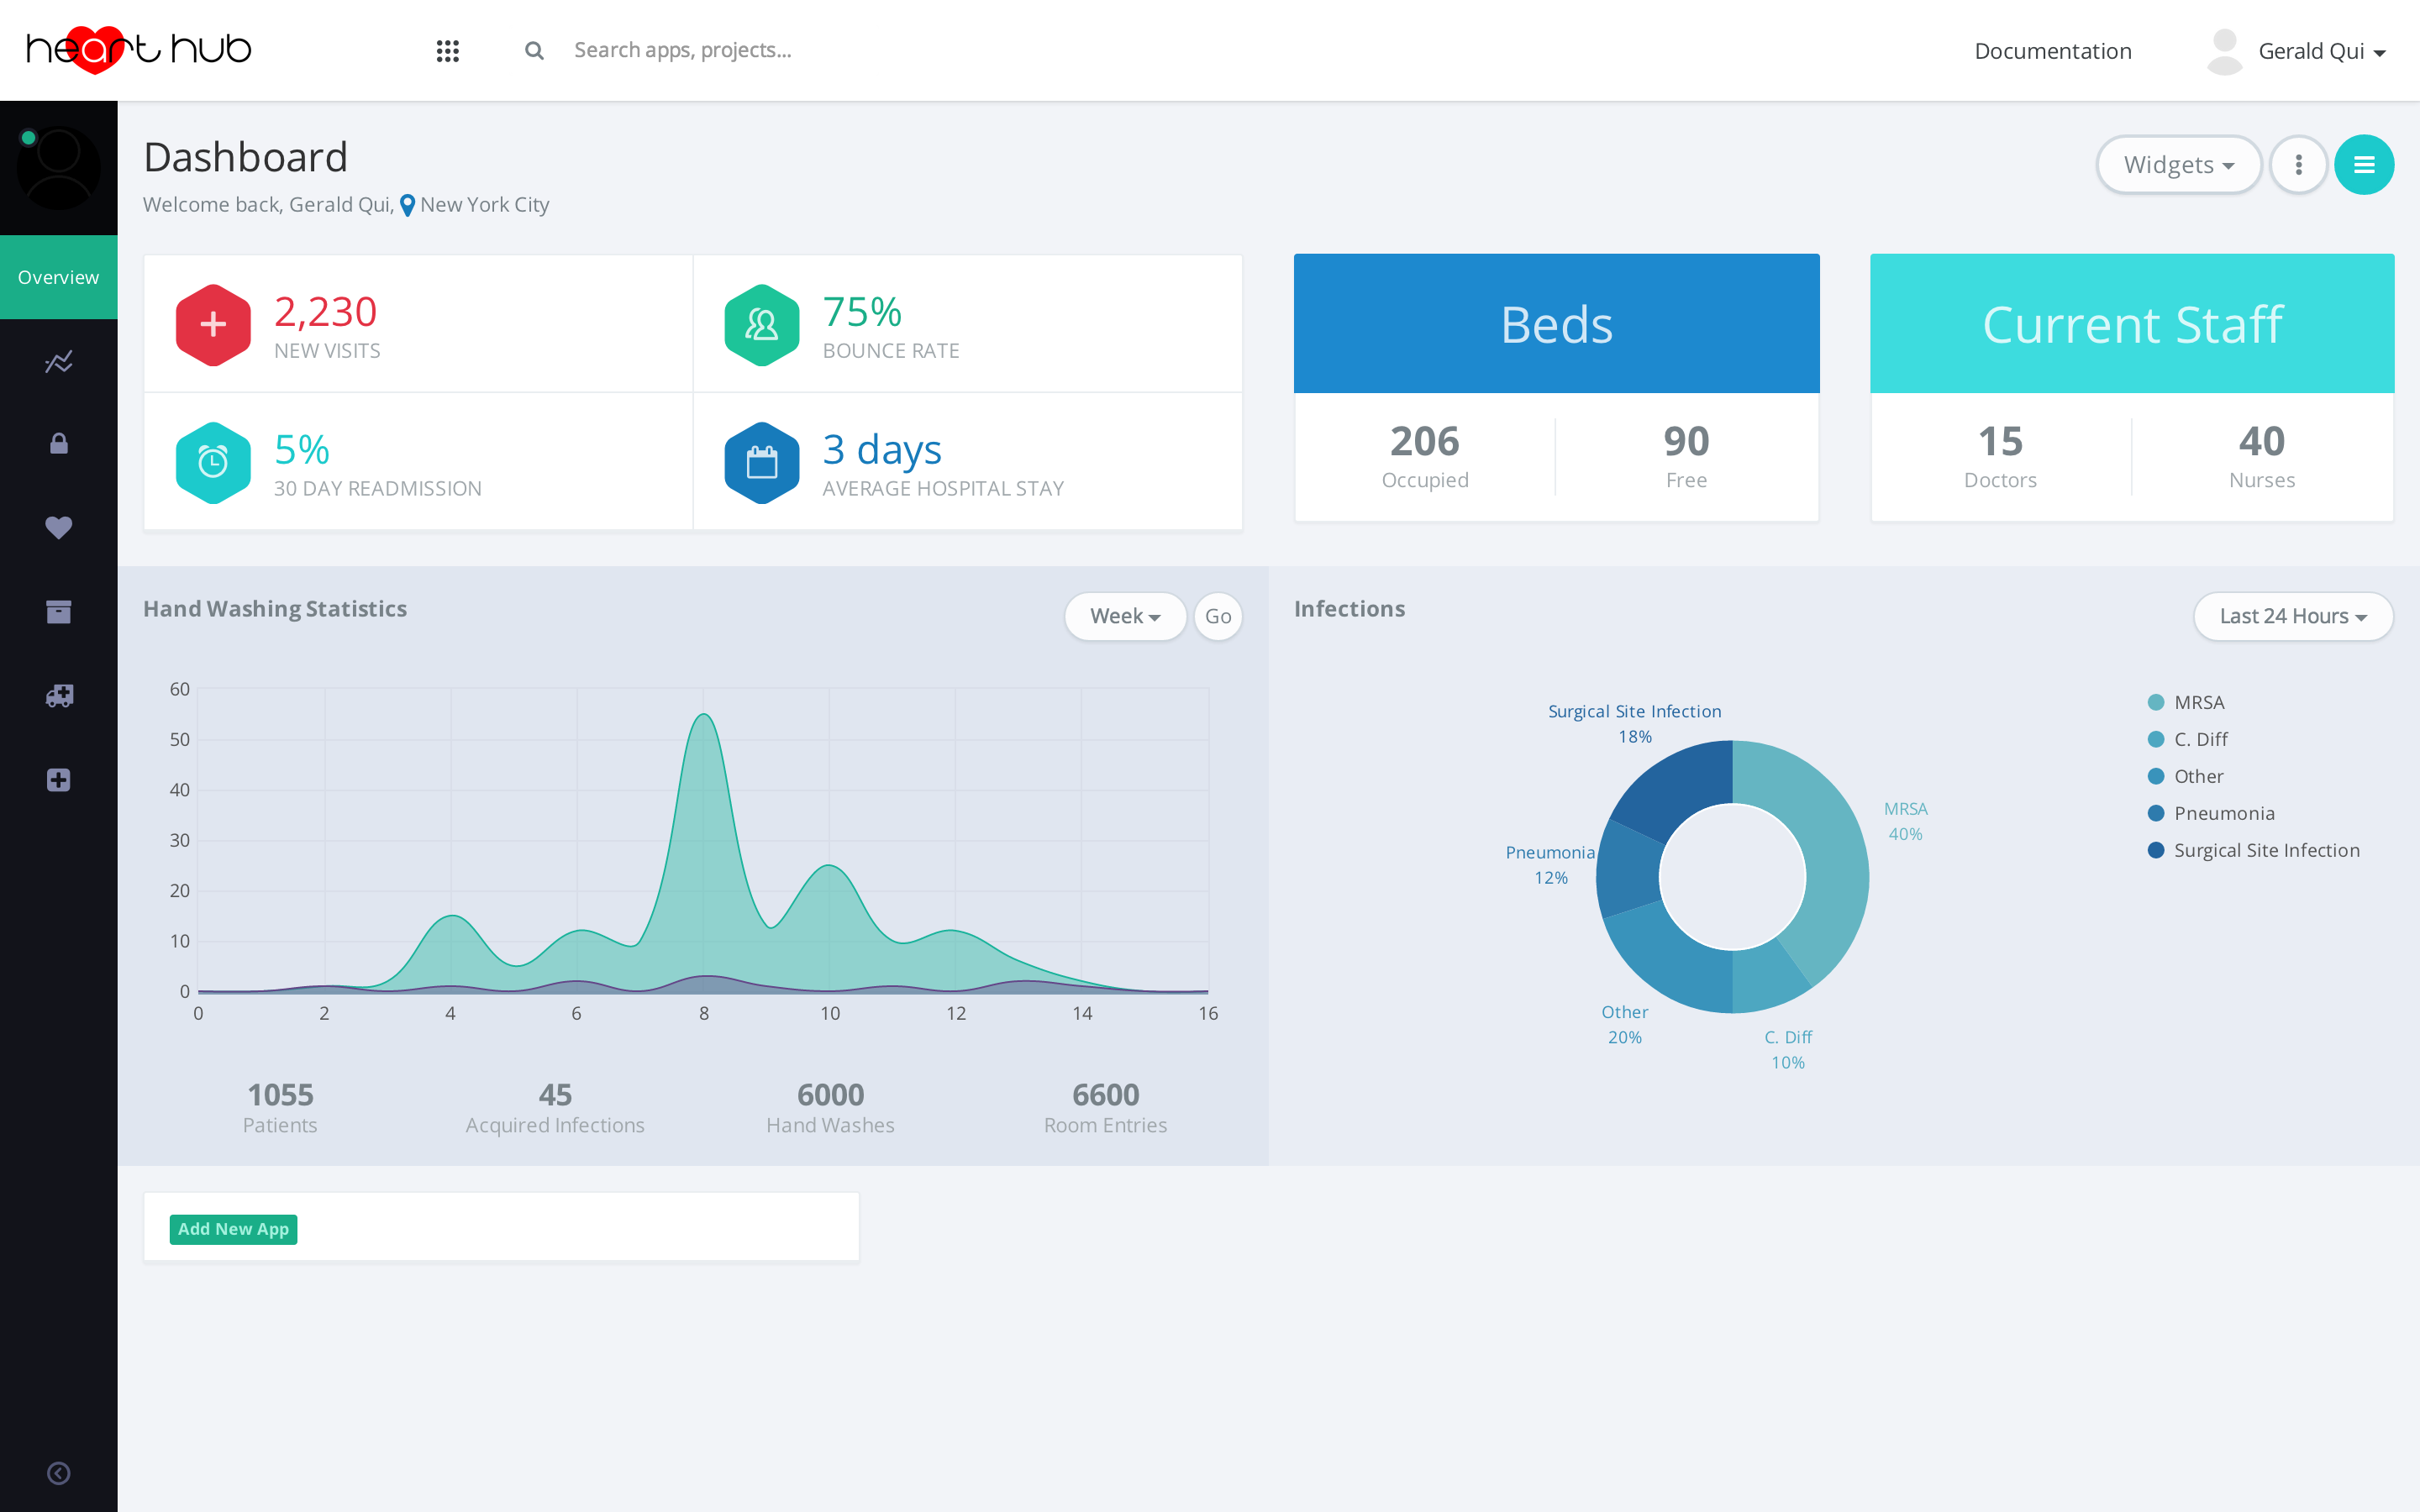 heart hub
Search apps, projects...
Documentation
Gerald Qui
Overview
Dashboard
Welcome back, Gerald Qui, New York City
Widgets
2,230
NEW VISITS
75%
BOUNCE RATE
5%
30 DAY READMISSION
3 days
AVERAGE HOSPITAL STAY
Beds
206
Occupied
90
Free
Current Staff
15
Doctors
40
Nurses
Hand Washing Statistics
Week
Go
60
50
40
30
20
10
0
0 2 4 6 8 10 12 14 16
1055
Patients
45
Acquired Infections
6000
Hand Washes
6600
Room Entries
Infections
Last 24 Hours
Surgical Site Infection
18%
MRSA
40%
Pneumonia
12%
Other
20%
C. Diff
10%
MRSA
C. Diff
Other
Pneumonia
Surgical Site Infection
Add New App